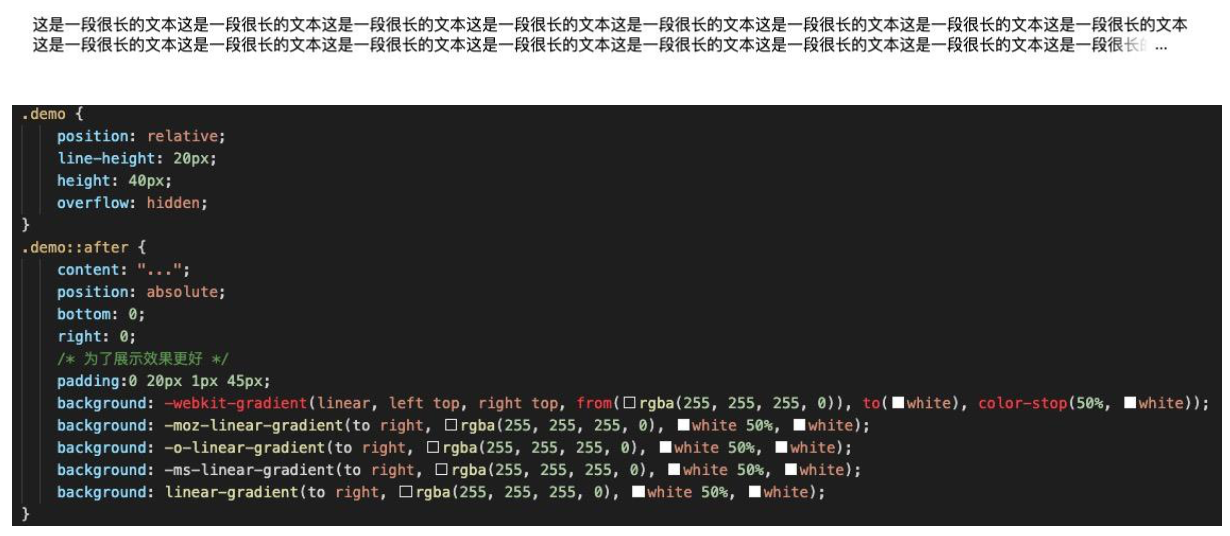 这是一段很长的文本这是一段很长的文本这是一段很长的文本这是一段很长的文本这是一段很长的文本这是一段很长的文本这是一段很长的文本这是一段很长的文本
这是一段很长的文本这是一段很长的文本这是一段很长的文本这是一段很长的文本这是一段很长的文本这是一段很长的文本这是一段很长的文本这是一段很长 ...
.demo {
    position: relative;
    line-height: 20px;
    height: 40px;
    overflow: hidden;
}
.demo::after {
    content: "...";
    position: absolute;
    bottom: 0;
    right: 0;
    /* 为了展示效果更好 */
    padding:0 20px 1px 45px;
    background: -webkit-gradient(linear, left top, right top, from(rgba(255, 255, 255, 0)), to(white), color-stop(50%, white));
    background: -moz-linear-gradient(to right, rgba(255, 255, 255, 0), white 50%, white);
    background: -o-linear-gradient(to right, rgba(255, 255, 255, 0), white 50%, white);
    background: -ms-linear-gradient(to right, rgba(255, 255, 255, 0), white 50%, white);
    background: linear-gradient(to right, rgba(255, 255, 255, 0), white 50%, white);
}